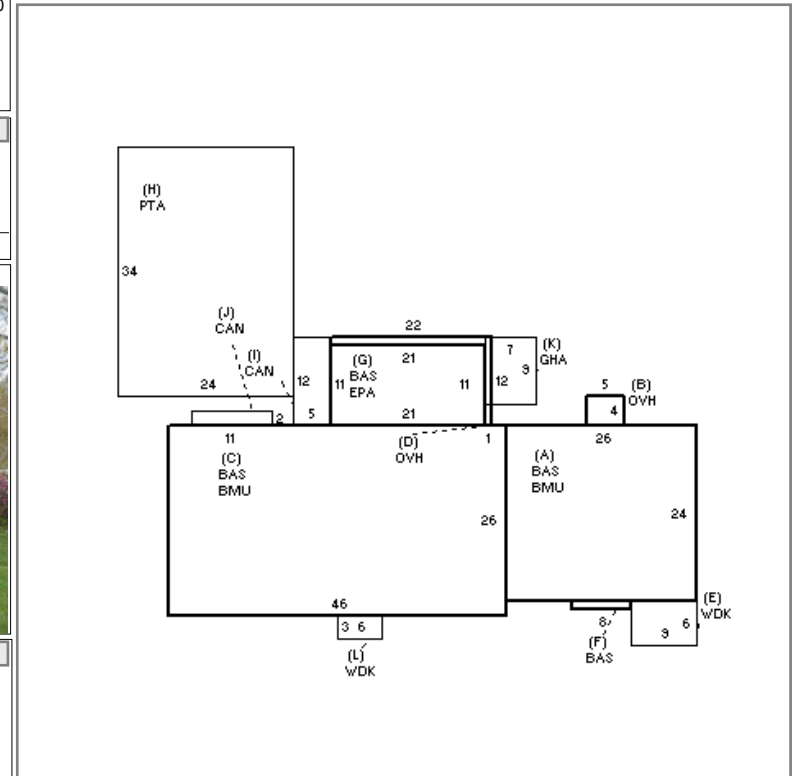 (H)
PTA
34
(J)
CAN
(I)
CAN
24
12
2
5
22
21
(G)
BAS
EPA
11
11
21
12
7
9
(K)
GHA
5
(B)
OVH
4
26
11
(C)
BAS
BMU
(D)
OVH
1
(A)
BAS
BMU
26
24
46
3 6
(L)
WDK
8
(F)
BAS
9
6
(E)
WDK